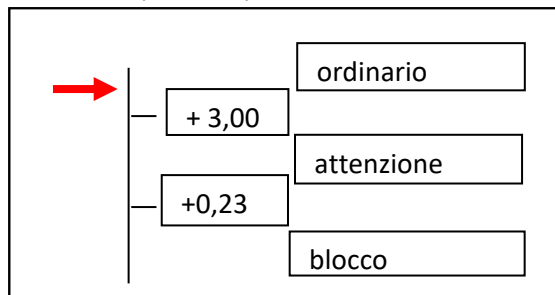 ordinario
+ 3,00
attenzione
+0,23
blocco